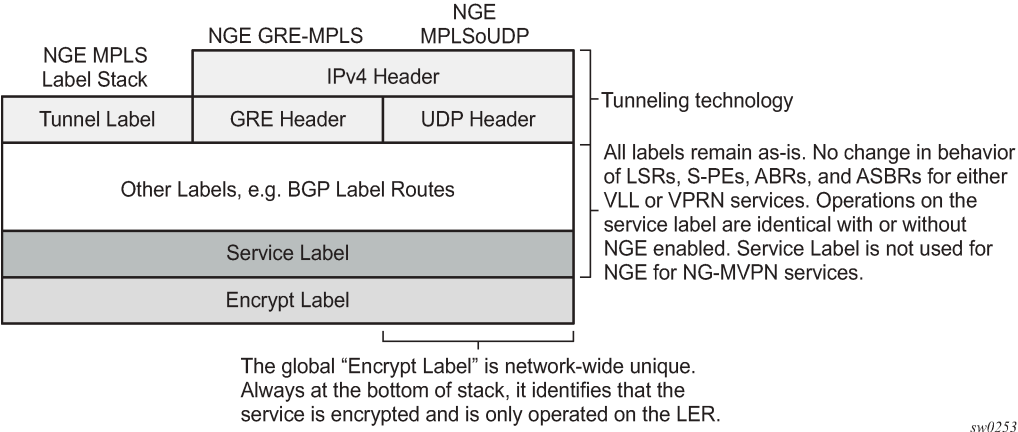 NGE MPLS
Label Stack
NGE GRE-MPLS
NGE
MPLSoUDP
IPv4 Header
Tunnel Label
GRE Header
UDP Header
Tunneling technology
Other Labels, e.g. BGP Label Routes
All labels remain as-is. No change in behavior
of LSRs, S-PEs, ABRs, and ASBRs for either
VLL or VPRN services. Operations on the
service label are identical with or without
NGE enabled. Service Label is not used for
NGE for NG-MVPN services.
Service Label
Encrypt Label
The global “Encrypt Label” is network-wide unique.
Always at the bottom of stack, it identifies that the
service is encrypted and is only operated on the LER.
sw0253